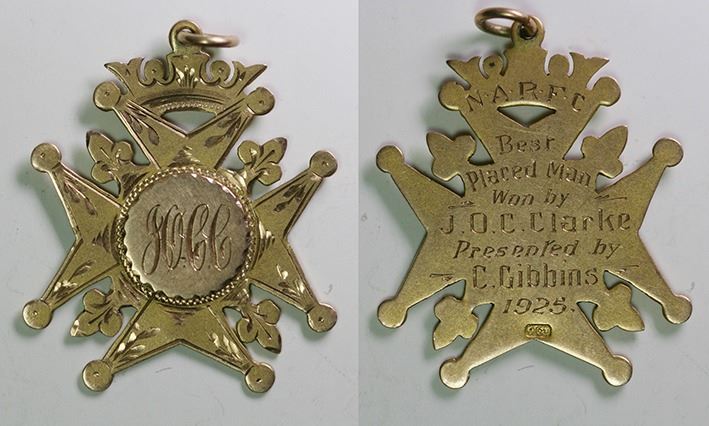 JOCC
N.A.R.F.C
Best
Placed Man
Won by
J.O.C. Clarke
Presented by
C. Gibbins
1925.